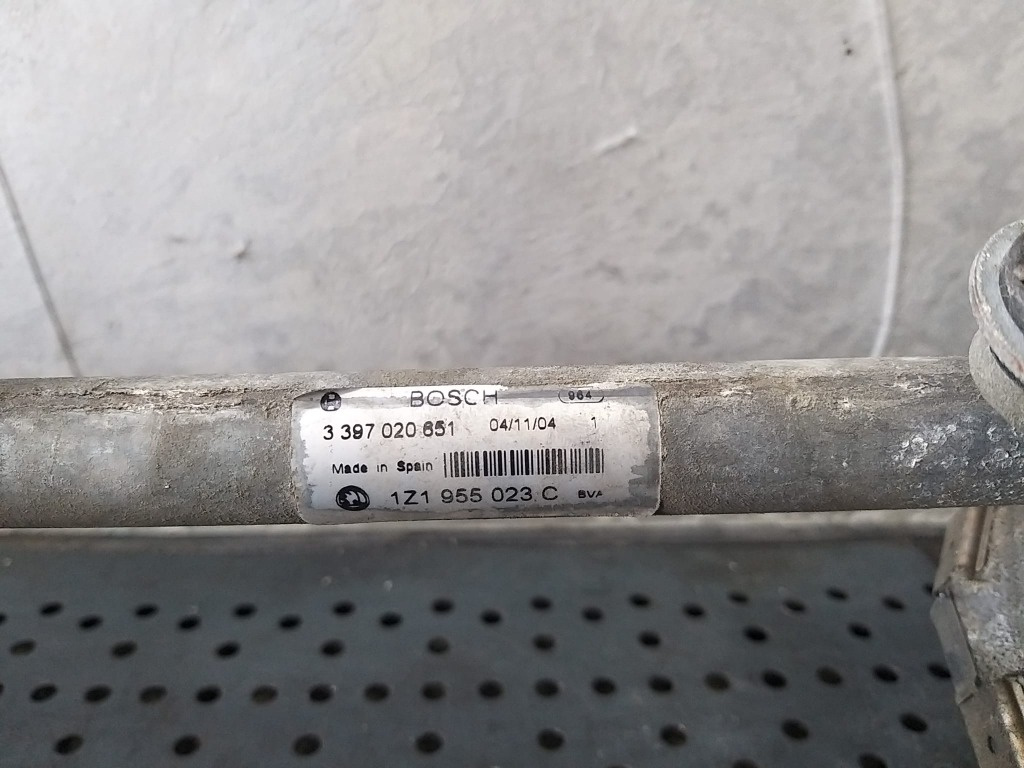 BOSCH 964
3 397 020 651 04/11/04 1
Made in Spain
1Z1 955 023 C BVA